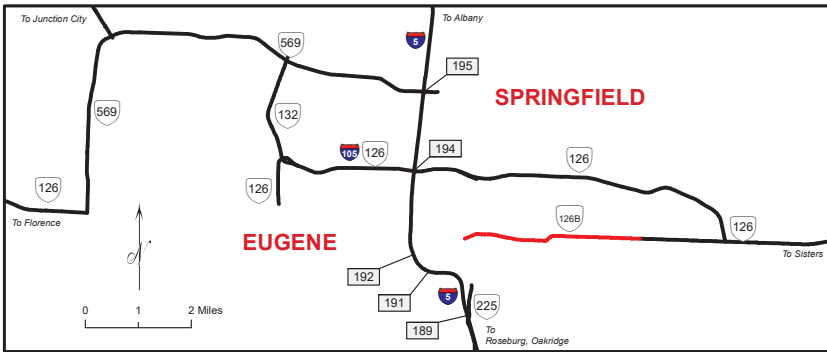 To Junction City
To Albany
5
569
195
SPRINGFIELD
569
132
194
105
126
126
126
126
126B
126
To Florence
EUGENE
To Sisters
N
192
191
5
225
0 1 2 Miles
189
To
Roseburg, Oakridge